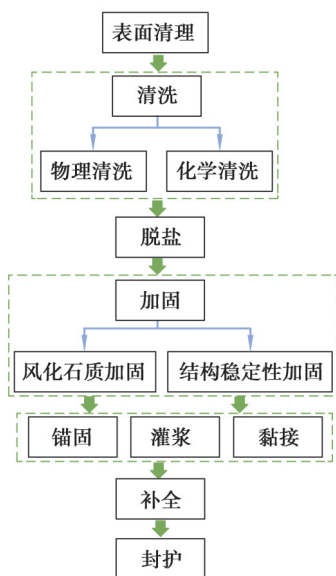 表面清理
清洗
物理清洗
化学清洗
脱盐
加固
风化石质加固
结构稳定性加固
锚固
灌浆
黏接
补全
封护